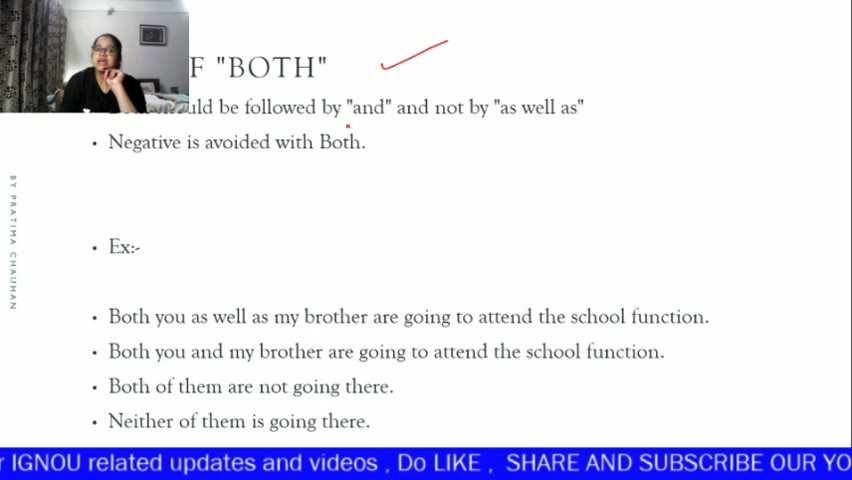 F "BOTH"
be followed by "and" and not by "as well as"
• Negative is avoided with Both.
BY PRATIMA CHAUHAN
• Ex:-
• Both you as well as my brother are going to attend the school function.
• Both you and my brother are going to attend the school function.
• Both of them are not going there.
• Neither of them is going there.
r IGNOU related updates and videos , Do LIKE , SHARE AND SUBSCRIBE OUR YO